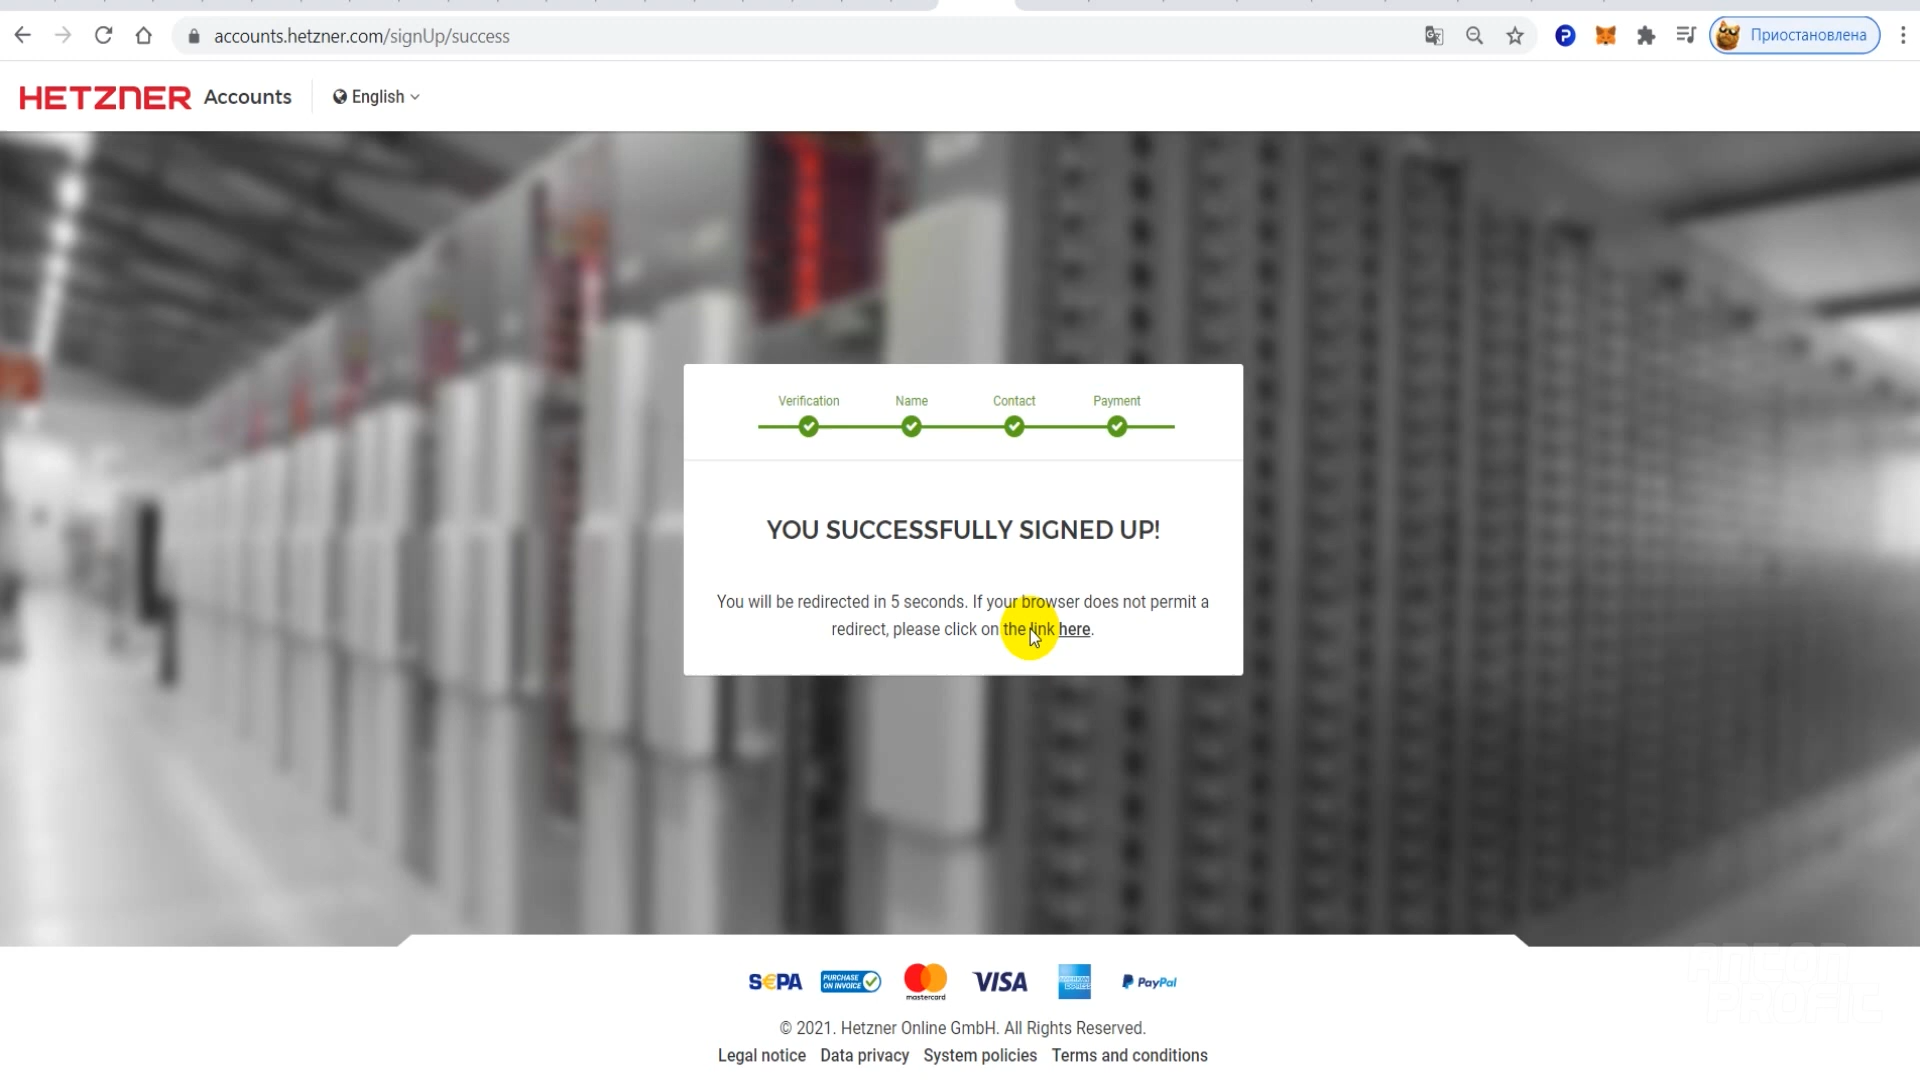 accounts.hetzner.com/signUp/success
Приостановлена
HETZNER Accounts
English
Verification Name Contact Payment
YOU SUCCESSFULLY SIGNED UP!
You will be redirected in 5 seconds. If your browser does not permit a
redirect, please click on the link here.
S€PA PURCHASE ON INVOICE mastercard VISA AMERICAN EXPRESS PayPal
© 2021. Hetzner Online GmbH. All Rights Reserved.
Legal notice Data privacy System policies Terms and conditions